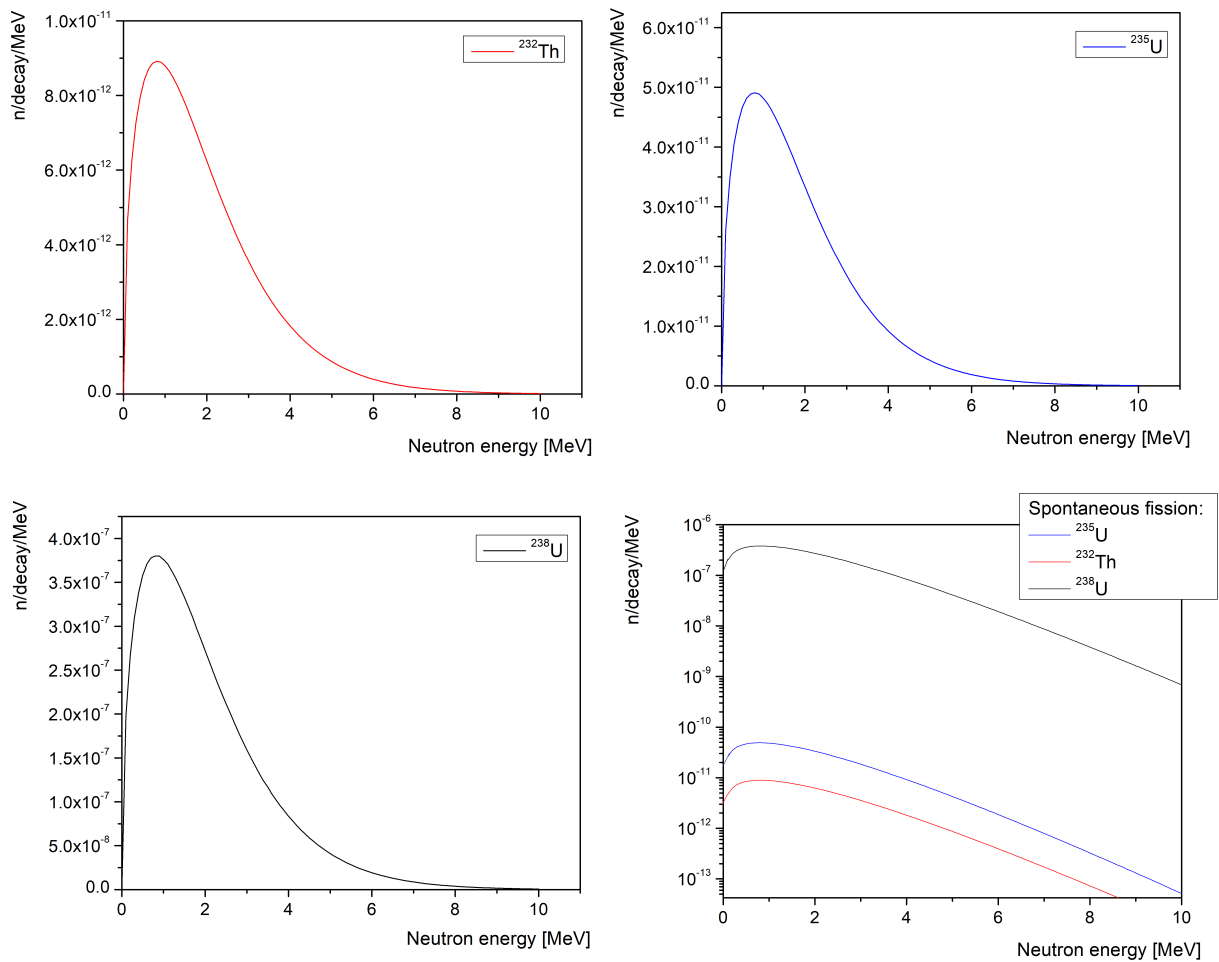 n/decay/MeV
1.0x10⁻¹¹
8.0x10⁻¹²
6.0x10⁻¹²
4.0x10⁻¹²
2.0x10⁻¹²
0.0
²³²Th
0 2 4 6 8 10
Neutron energy [MeV]
n/decay/MeV
6.0x10⁻¹¹
5.0x10⁻¹¹
4.0x10⁻¹¹
3.0x10⁻¹¹
2.0x10⁻¹¹
1.0x10⁻¹¹
0.0
²³⁵U
0 2 4 6 8 10
Neutron energy [MeV]
n/decay/MeV
4.0x10⁻⁷
3.5x10⁻⁷
3.0x10⁻⁷
2.5x10⁻⁷
2.0x10⁻⁷
1.5x10⁻⁷
1.0x10⁻⁷
5.0x10⁻⁸
0.0
²³⁸U
0 2 4 6 8 10
Neutron energy [MeV]
n/decay/MeV
10⁻⁶
10⁻⁷
10⁻⁸
10⁻⁹
10⁻¹⁰
10⁻¹¹
10⁻¹²
10⁻¹³
Spontaneous fission:
²³⁵U
²³²Th
²³⁸U
0 2 4 6 8 10
Neutron energy [MeV]